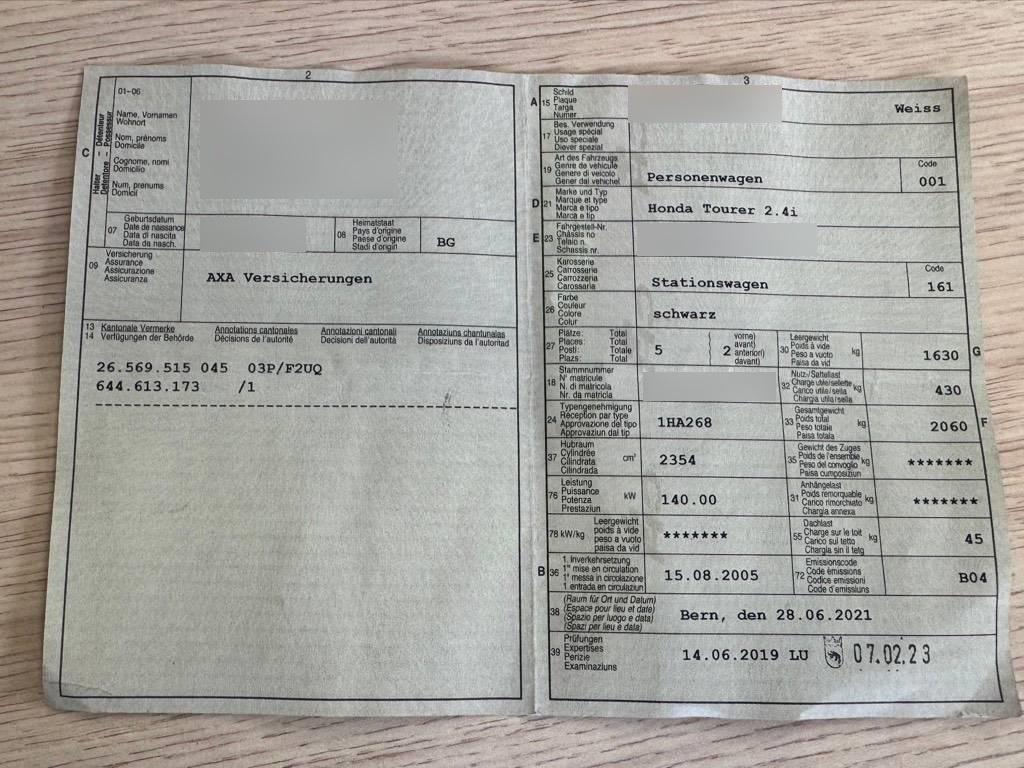 2
01-06
Name, Vornamen
Wohnort
Nom, prénoms
Domicile
Cognome, nomi
Domicilio
Num, prenums
Domicil
C
Halter – Détenteur
Detentore – Possessur
07
Geburtsdatum
Date de naissance
Data di nascita
Data da nasch.
08
Heimatstaat
Pays d'origine
Paese d'origine
Stadi d'origin
BG
09
Versicherung
Assurance
Assicurazione
Assicuranza
AXA Versicherungen
13 Kantonale Vermerke Annotations cantonales Annotazioni cantonali Annotaziuns chantunalas
14 Verfügungen der Behörde Décisions de l'autorité Decisioni dell'autorità Disposiziuns da l'autoritad
26.569.515 045 03P/F2UQ
644.613.173 /1
3
A 15
Schild
Plaque
Targa
Numer
Weiss
17
Bes. Verwendung
Usage spécial
Uso speciale
Diever spezial
19
Art des Fahrzeugs
Genre de véhicule
Genere di veicolo
Gener dal vehichel
Personenwagen
Code
001
D 21
Marke und Typ
Marque et type
Marca e tipo
Marca e tip
Honda Tourer 2.4i
E 23
Fahrgestell-Nr.
Châssis no
Telaio n.
Schassis nr.
25
Karosserie
Carrosserie
Carrozzeria
Carossaria
Stationswagen
Code
161
26
Farbe
Couleur
Colore
Colur
schwarz
27
Plätze: Total
Places: Total
Posti: Totale
Plazs: Total
5
2
vorne)
avant)
anteriori)
davant)
30
Leergewicht
Poids à vide
Peso a vuoto
Paisa da vid
kg
1630
G
18
Stammnummer
N° matricule
N. di matricola
Nr. da matricla
32
Nutz-/Sattellast
Charge utile/sellette
Carico utile/sella
Chargia utila/sella
kg
430
24
Typengenehmigung
Réception par type
Approvazione del tipo
Approvaziun dal tip
1HA268
33
Gesamtgewicht
Poids total
Peso totale
Paisa totala
kg
2060
F
37
Hubraum
Cylindrée
Cilindrata
Cilindrada
cm³
2354
35
Gewicht des Zuges
Poids de l'ensemble
Peso del convoglio
Paisa cumposiziun
kg
*******
76
Leistung
Puissance
Potenza
Prestaziun
kW
140.00
31
Anhängelast
Poids remorquable
Carico rimorchiato
Chargia annexa
kg
*******
78 kW/kg
Leergewicht
poids à vide
peso a vuoto
paisa da vid
*******
55
Dachlast
Charge sur le toit
Carico sul tetto
Chargia sin il tetg
kg
45
B 36
1. Inverkehrsetzung
1re mise en circulation
1a messa in circolazione
1 entrada en circulaziun
15.08.2005
72
Emissionscode
Code émissions
Codice emissioni
Code d'emissiuns
B04
38
(Raum für Ort und Datum)
(Espace pour lieu et date)
(Spazio per luogo e data)
(Spazi per lieu e data)
Bern, den 28.06.2021
39
Prüfungen
Expertises
Perizie
Examinaziuns
14.06.2019 LU 07.02.23